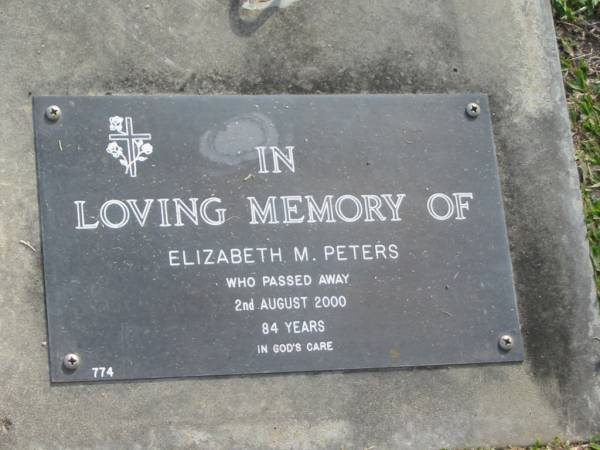 IN
LOVING MEMORY OF
ELIZABETH M. PETERS
WHO PASSED AWAY
2nd AUGUST 2000
84 YEARS
IN GOD'S CARE
774